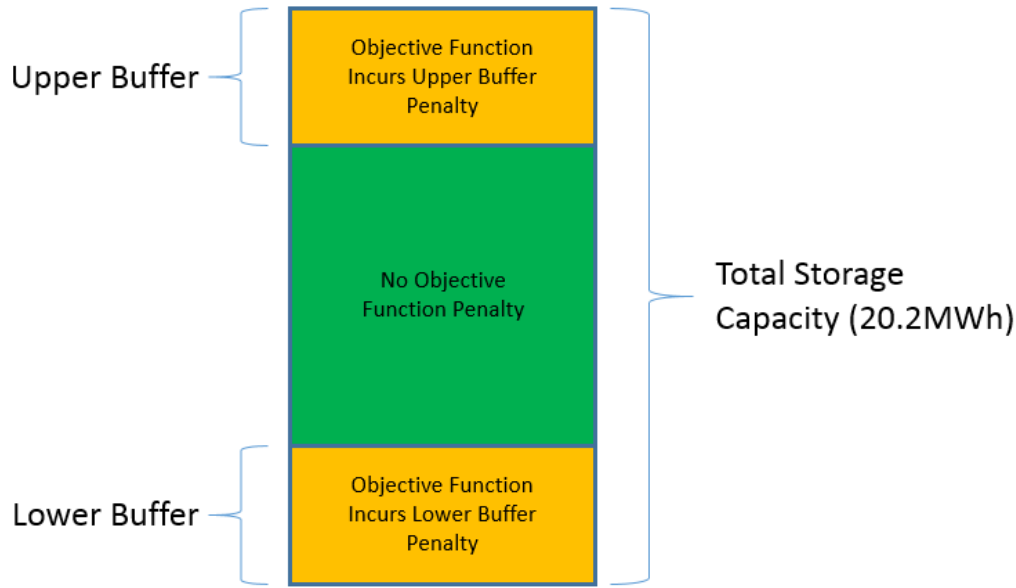 Upper Buffer
Objective Function
Incurs Upper Buffer
Penalty
No Objective
Function Penalty
Total Storage
Capacity (20.2MWh)
Lower Buffer
Objective Function
Incurs Lower Buffer
Penalty